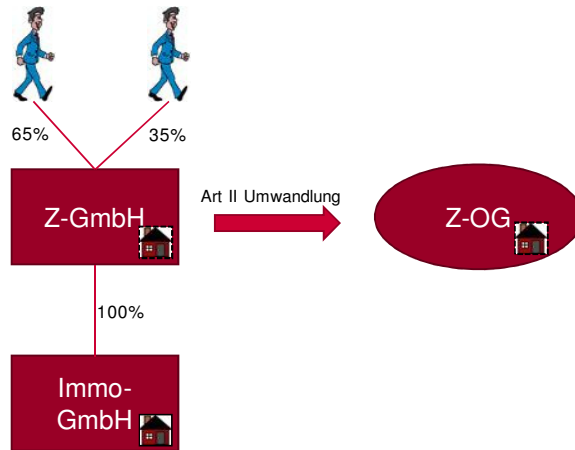 65%
35%
Z-GmbH
Art II Umwandlung
Z-OG
100%
Immo-
GmbH